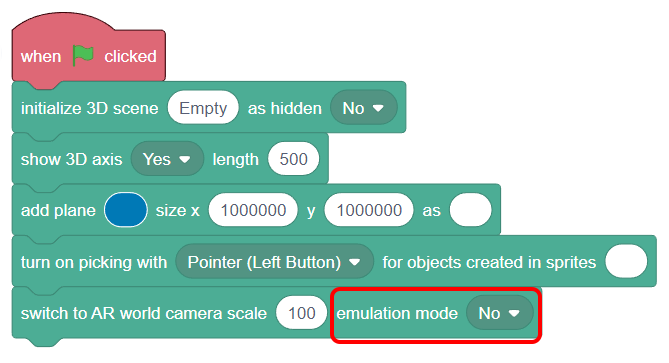 when clicked
initialize 3D scene Empty as hidden No
show 3D axis Yes length 500
add plane size x 1000000 y 1000000 as
turn on picking with Pointer (Left Button) for objects created in sprites
switch to AR world camera scale 100 emulation mode No